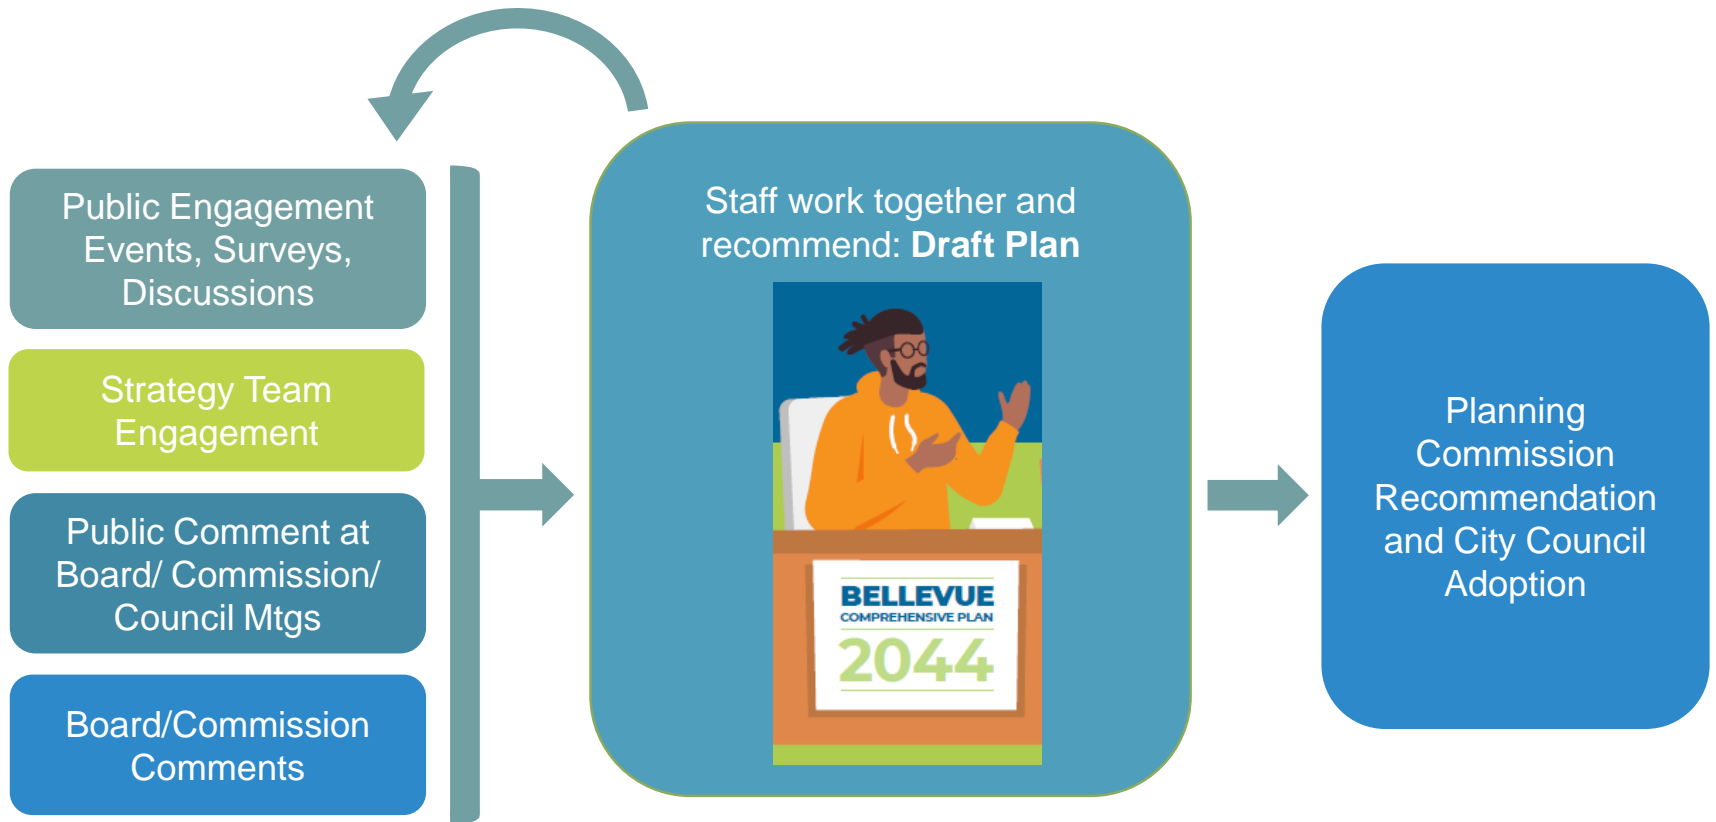 Public Engagement
Events, Surveys,
Discussions
Strategy Team
Engagement
Public Comment at
Board/ Commission/
Council Mtgs
Board/Commission
Comments
Staff work together and
recommend: Draft Plan
BELLEVUE
COMPREHENSIVE PLAN
2044
Planning
Commission
Recommendation
and City Council
Adoption